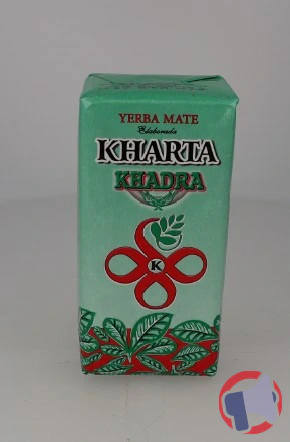 YERBA MATE
Elaborada
KHARTA
KHADRA
K